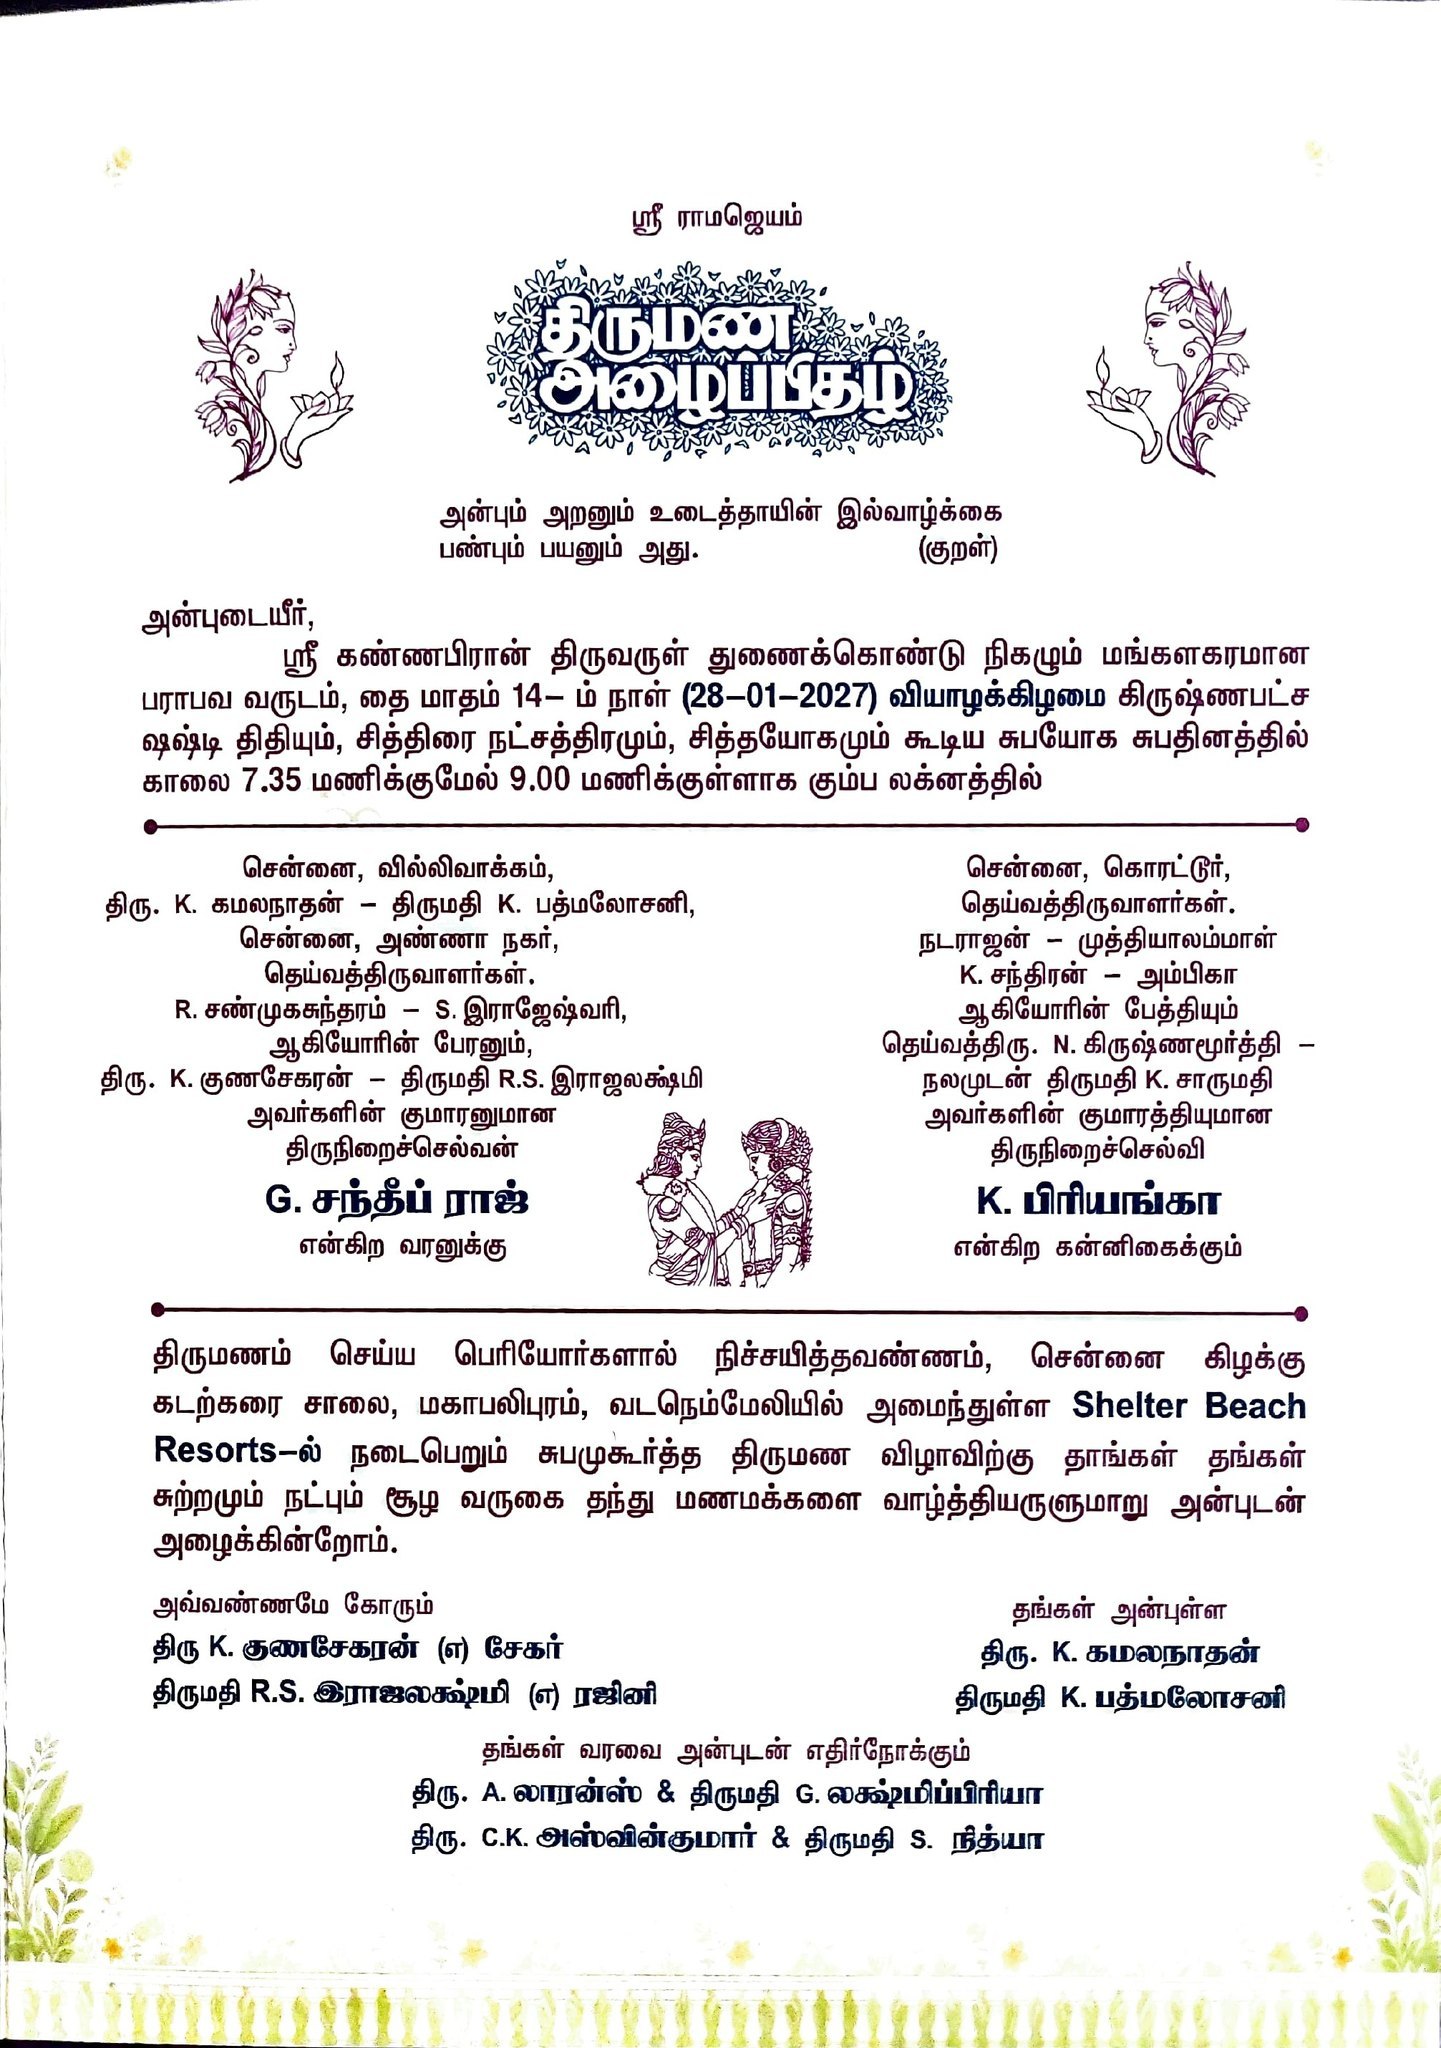 ஸ்ரீ ராமஜெயம்
திருமண
அழைப்பிதழ்
அன்பும் அறனும் உடைத்தாயின் இல்வாழ்க்கை
பண்பும் பயனும் அது. (குறள்)
அன்புடையீர்,
ஸ்ரீ கண்ணபிரான் திருவருள் துணைக்கொண்டு நிகழும் மங்களகரமான
பராபவ வருடம், தை மாதம் 14– ம் நாள் (28–01–2027) வியாழக்கிழமை கிருஷ்ணபட்ச
ஷஷ்டி திதியும், சித்திரை நட்சத்திரமும், சித்தயோகமும் கூடிய சுபயோக சுபதினத்தில்
காலை 7.35 மணிக்குமேல் 9.00 மணிக்குள்ளாக கும்ப லக்னத்தில்
சென்னை, வில்லிவாக்கம்,
திரு. K. கமலநாதன் – திருமதி K. பத்மலோசனி,
சென்னை, அண்ணா நகர்,
தெய்வத்திருவாளர்கள்.
R. சண்முகசுந்தரம் – S. இராஜேஷ்வரி,
ஆகியோரின் பேரனும்,
திரு. K. குணசேகரன் – திருமதி R.S. இராஜலக்ஷ்மி
அவர்களின் குமாரனுமான
திருநிறைச்செல்வன்
G. சந்தீப் ராஜ்
என்கிற வரனுக்கு
சென்னை, கொரட்டூர்,
தெய்வத்திருவாளர்கள்.
நடராஜன் – முத்தியாலம்மாள்
K. சந்திரன் – அம்பிகா
ஆகியோரின் பேத்தியும்
தெய்வத்திரு. N. கிருஷ்ணமூர்த்தி –
நலமுடன் திருமதி K. சாருமதி
அவர்களின் குமாரத்தியுமான
திருநிறைச்செல்வி
K. பிரியங்கா
என்கிற கன்னிகைக்கும்
திருமணம் செய்ய பெரியோர்களால் நிச்சயித்தவண்ணம், சென்னை கிழக்கு
கடற்கரை சாலை, மகாபலிபுரம், வடநெம்மேலியில் அமைந்துள்ள Shelter Beach
Resorts–ல் நடைபெறும் சுபமுகூர்த்த திருமண விழாவிற்கு தாங்கள் தங்கள்
சுற்றமும் நட்பும் சூழ வருகை தந்து மணமக்களை வாழ்த்தியருளுமாறு அன்புடன்
அழைக்கின்றோம்.
அவ்வண்ணமே கோரும்
திரு K. குணசேகரன் (எ) சேகர்
திருமதி R.S. இராஜலக்ஷ்மி (எ) ரஜினி
தங்கள் அன்புள்ள
திரு. K. கமலநாதன்
திருமதி K. பத்மலோசனி
தங்கள் வரவை அன்புடன் எதிர்நோக்கும்
திரு. A. லாரன்ஸ் & திருமதி G. லக்ஷ்மிப்பிரியா
திரு. C.K. அஸ்வின்குமார் & திருமதி S. நித்யா